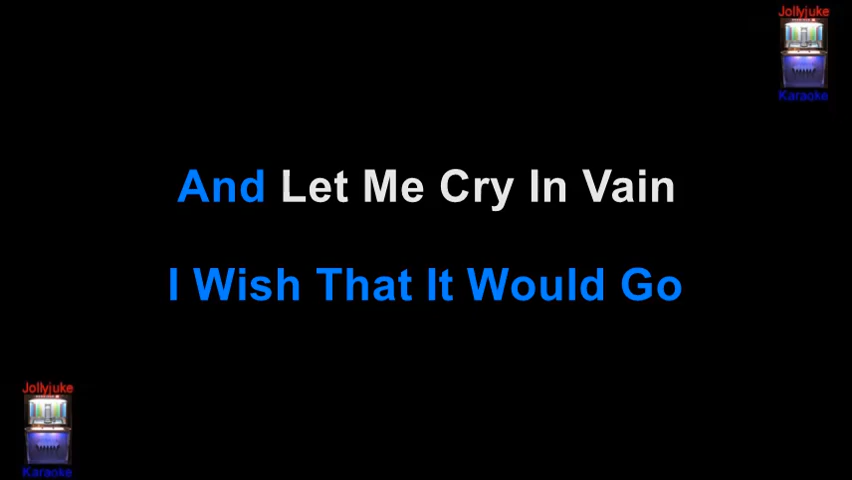 Jollyjuke
Karaoke
And Let Me Cry In Vain
I Wish That It Would Go
Jollyjuke
Karaoke